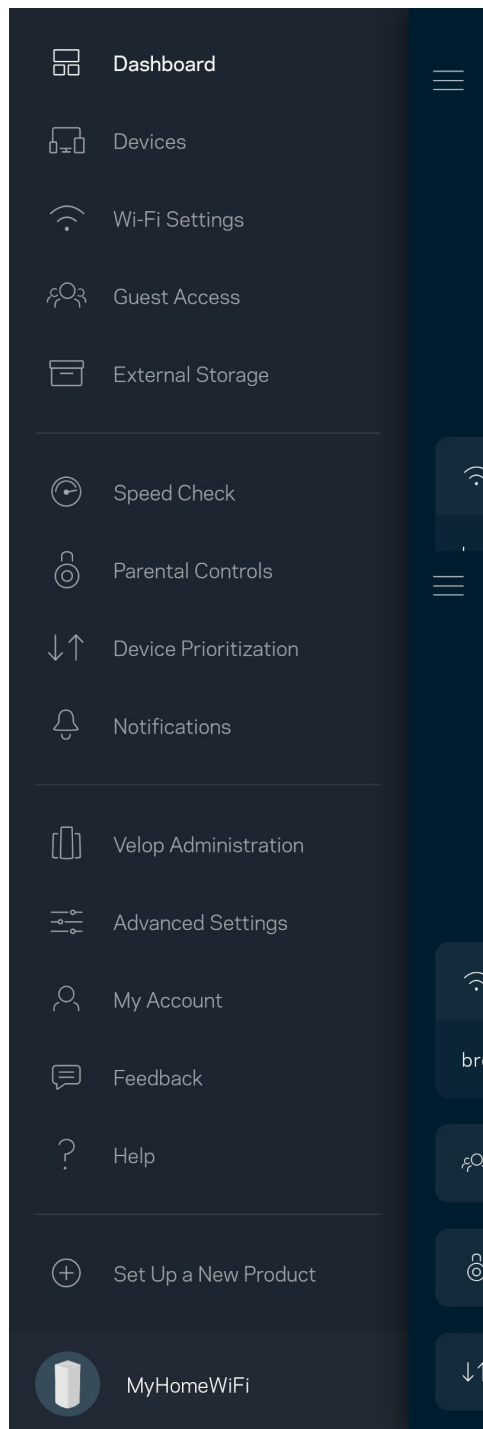 Dashboard
Devices
Wi-Fi Settings
Guest Access
External Storage
Speed Check
Parental Controls
Device Prioritization
Notifications
Velop Administration
Advanced Settings
My Account
Feedback
Help
Set Up a New Product
MyHomeWiFi